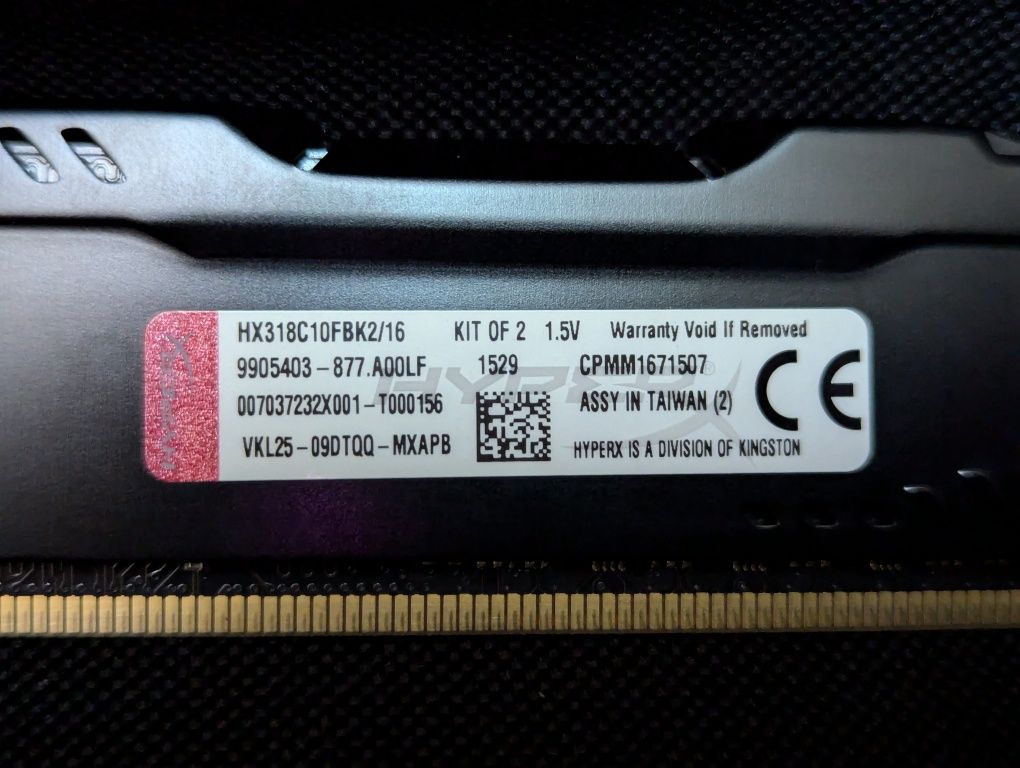 HX318C10FBK2/16 KIT OF 2 1.5V Warranty Void If Removed
9905403-877.A00LF 1529 CPMM1671507
007037232X001-T000156 ASSY IN TAIWAN (2)
VKL25-09DTQQ-MXAPB HYPERX IS A DIVISION OF KINGSTON
HYPERX®
CE